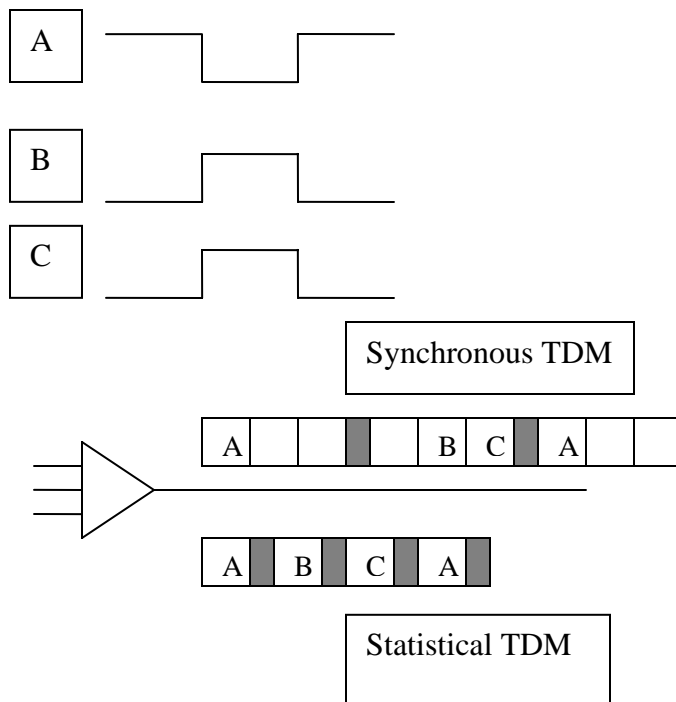 A
B
C
Synchronous TDM
A B C A
A B C A
Statistical TDM